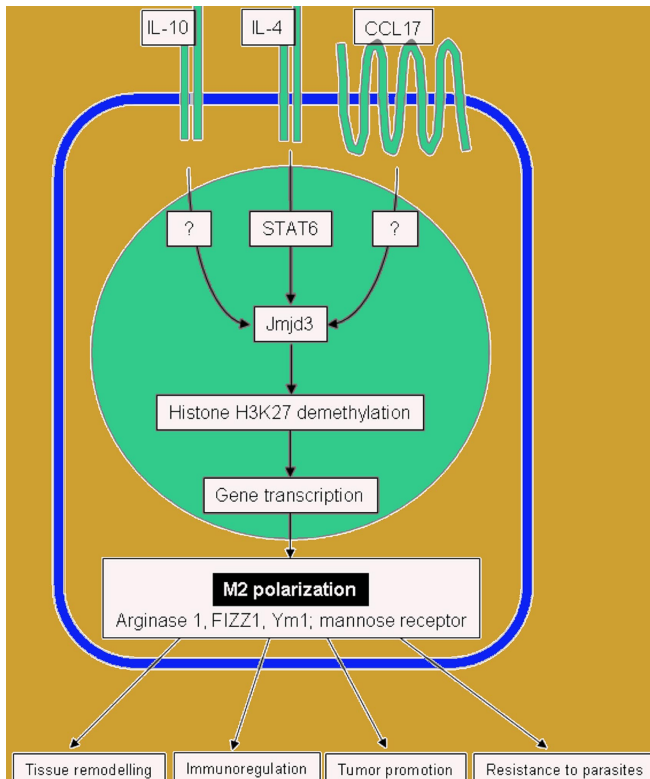 IL-10
IL-4
CCL17
?
STAT6
?
Jmjd3
Histone H3K27 demethylation
Gene transcription
M2 polarization
Arginase 1, FIZZ1, Ym1; mannose receptor
Tissue remodelling
Immunoregulation
Tumor promotion
Resistance to parasites